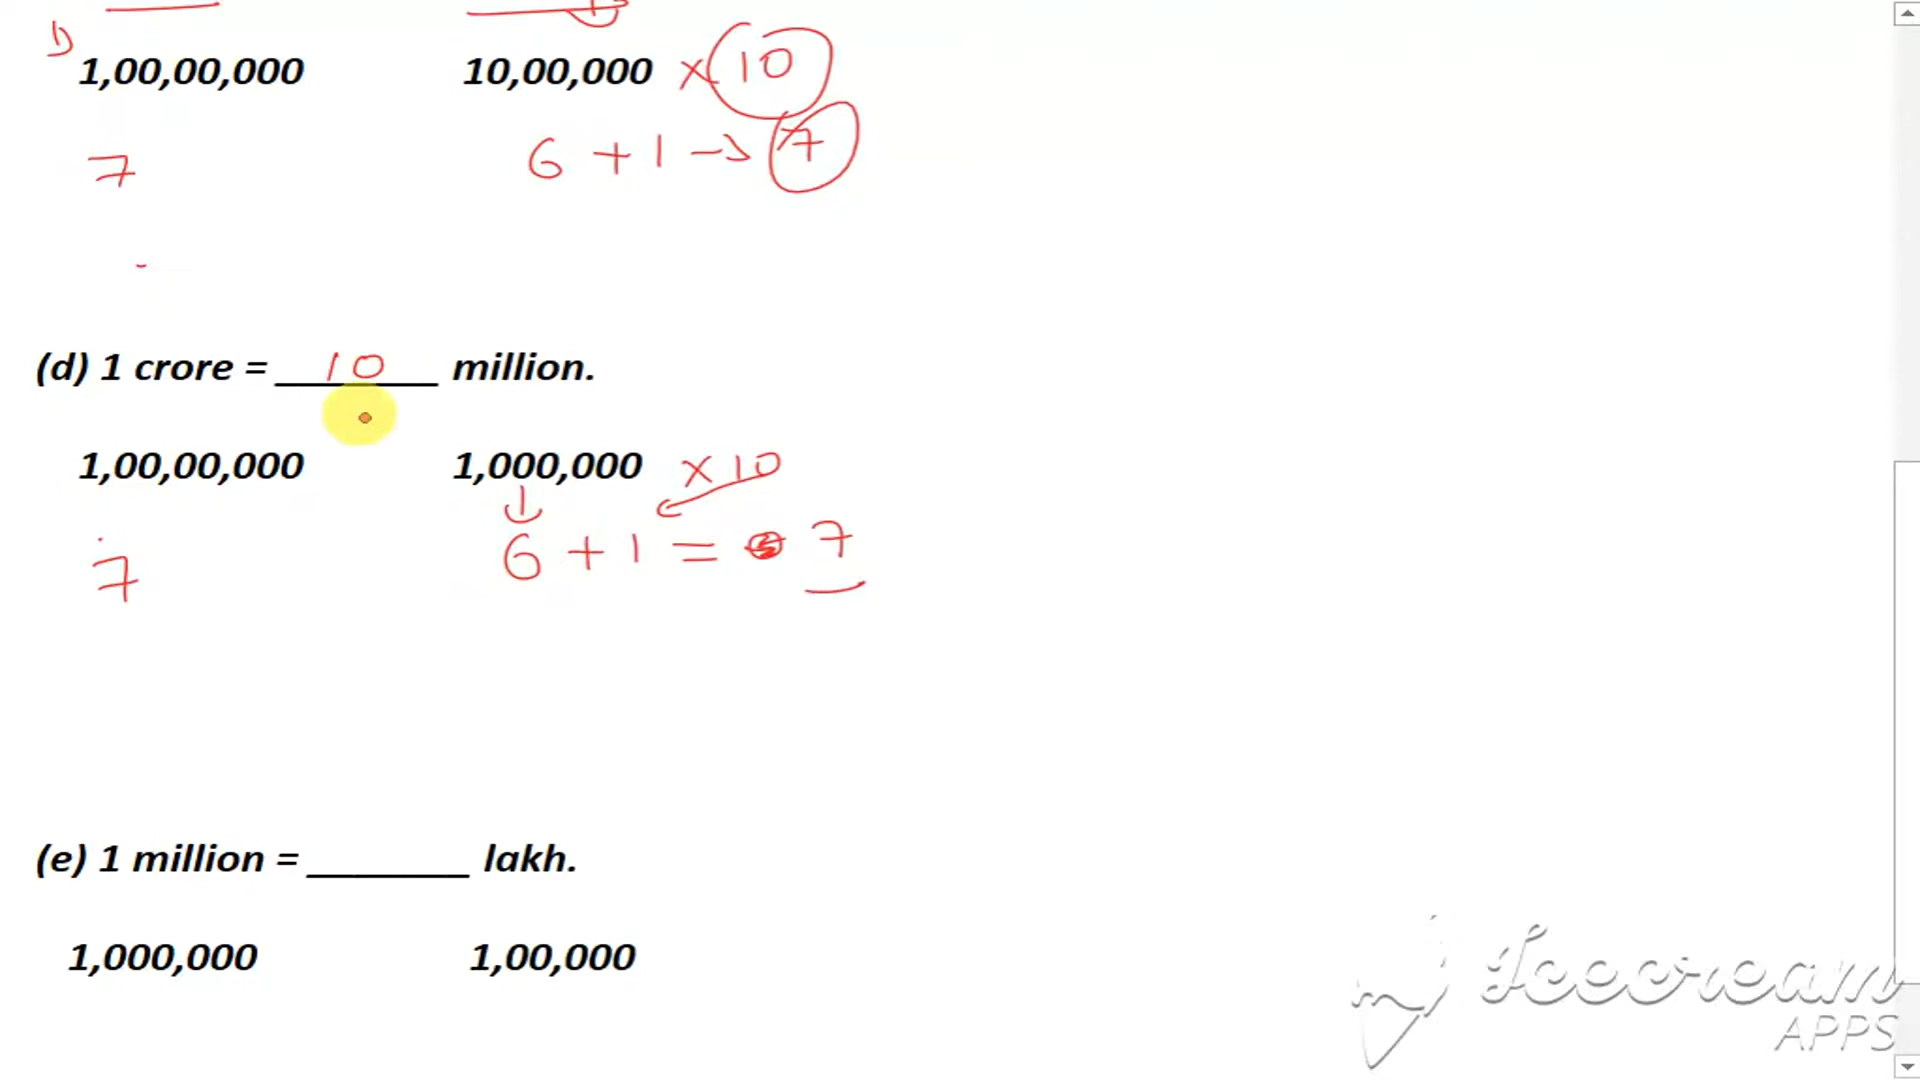 1) 1,00,00,000 10,00,000 × 10
7 6 + 1 → 7
(d) 1 crore = 10 million.
1,00,00,000 1,000,000 × 10
7 6 + 1 = 7
(e) 1 million = ________ lakh.
1,000,000 1,00,000
Icecream
APPS